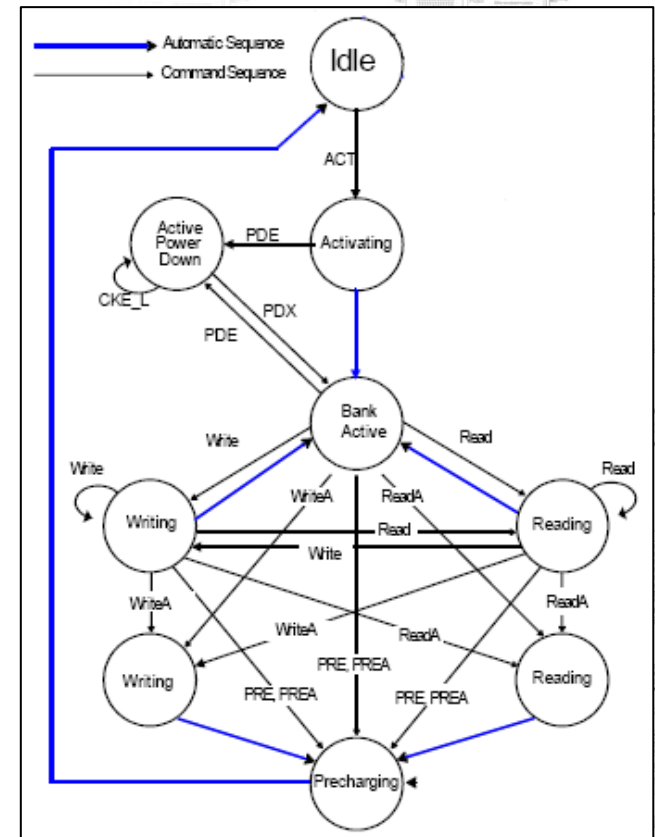 Automatic Sequence
Command Sequence
Idle
ACT
Active
Power
Down
PDE
Activating
CKE_L
PDX
PDE
Bank
Active
Write
Read
Write
WriteA
ReadA
Read
Writing
Read
Reading
Write
WriteA
ReadA
WriteA
ReadA
Writing
PRE, PREA
Reading
PRE, PREA
PRE, PREA
Precharging